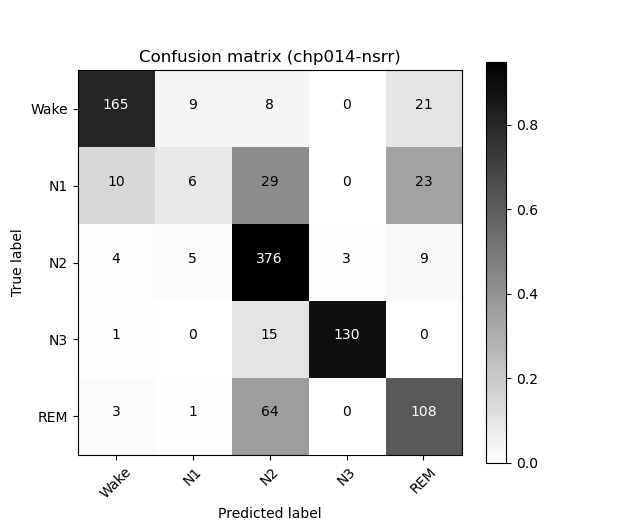 Confusion matrix (chp014-nsrr)
Wake 165 9 8 0 21
N1 10 6 29 0 23
N2 4 5 376 3 9
N3 1 0 15 130 0
REM 3 1 64 0 108
Wake N1 N2 N3 REM
Predicted label
True label
0.8
0.6
0.4
0.2
0.0